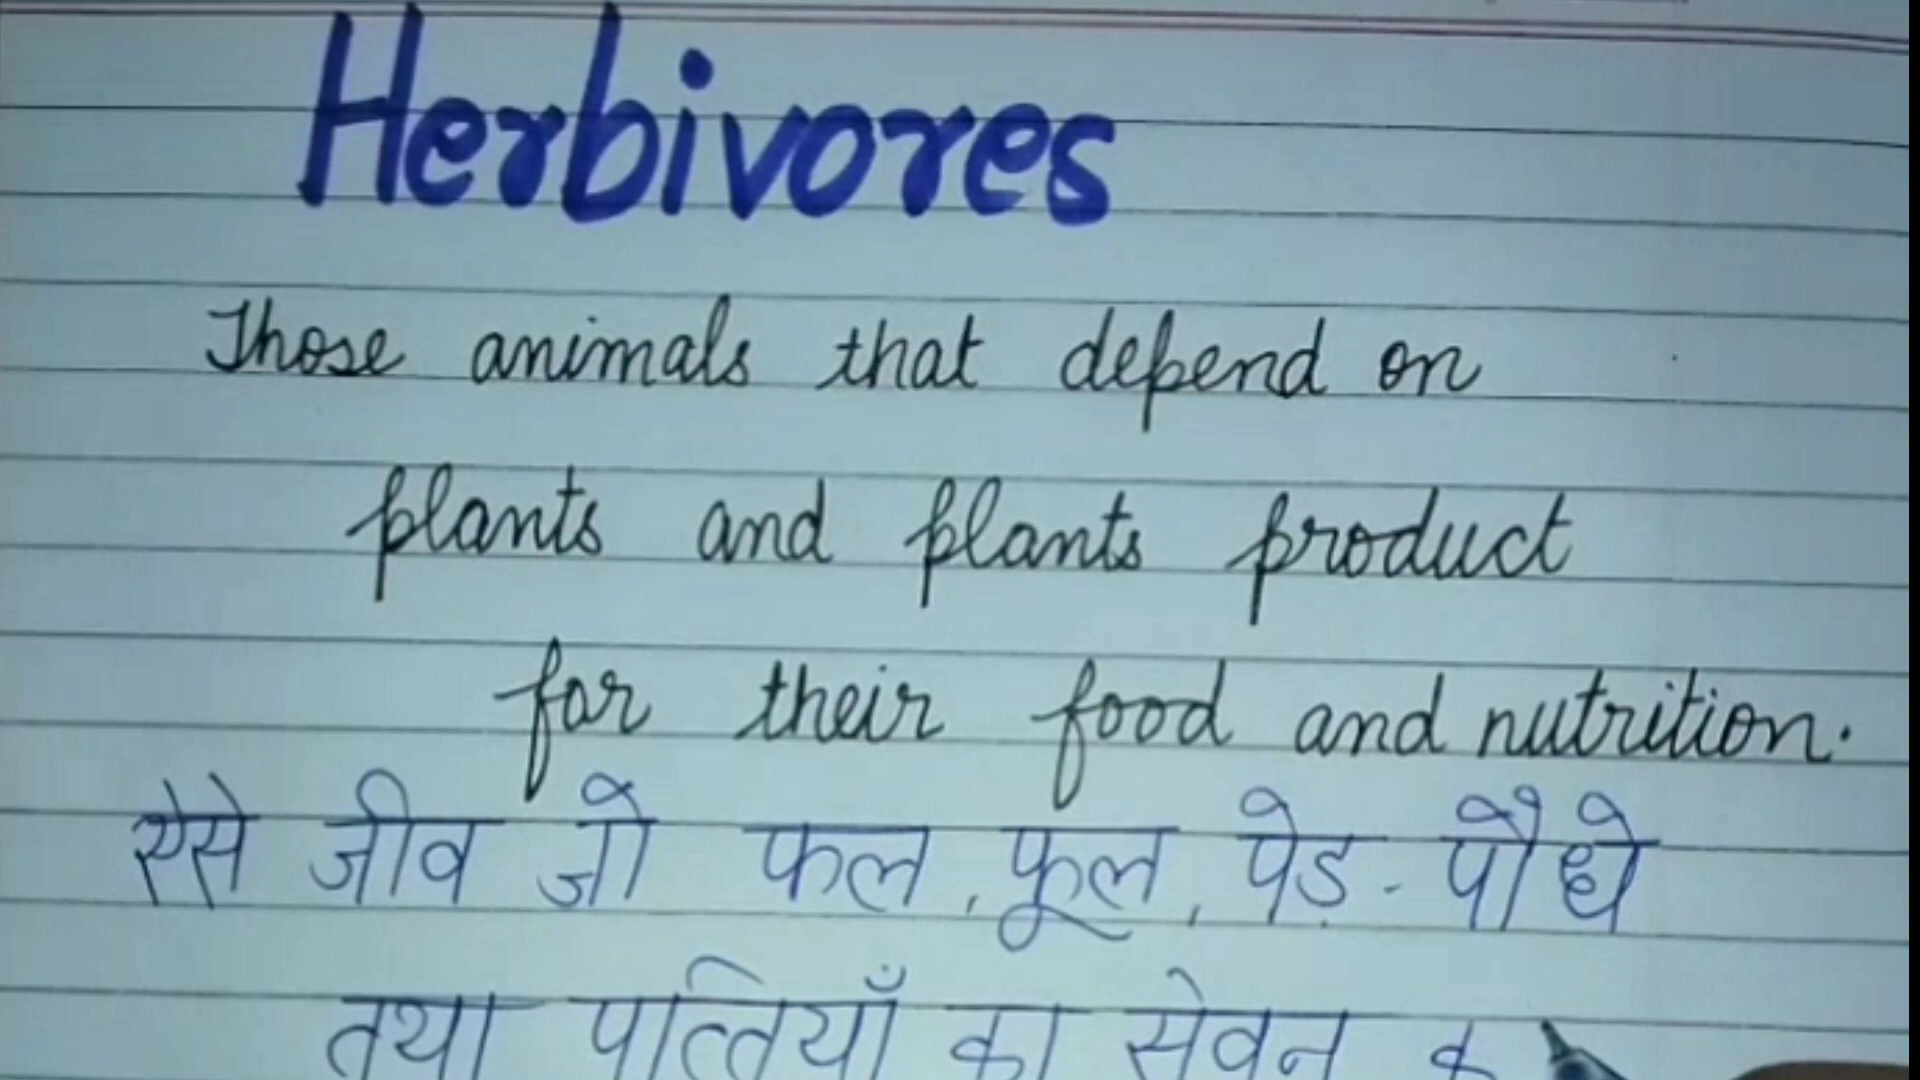 Herbivores
Those animals that depend on
plants and plants product
for their food and nutrition.
ऐसे जीव जो फल, फूल, पेड़-पौधे
तथा पत्तियाँ का सेवन